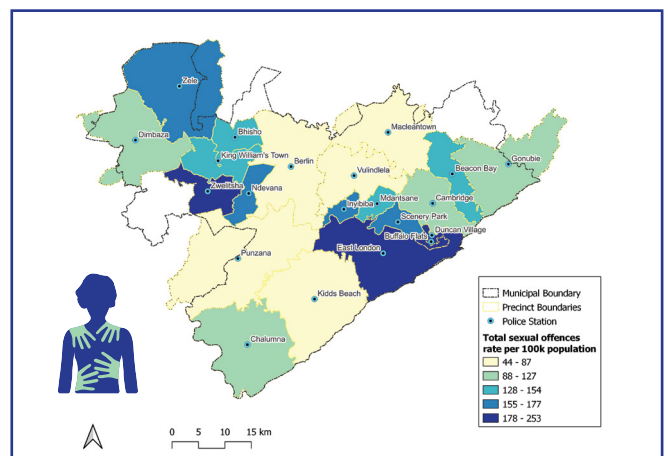 Zele
Dimbaza
Bhisho
King William's Town
Berlin
Macleantown
Gonubie
Beacon Bay
Vulindlela
Zwelitsha
Ndevana
Mdantsane
Cambridge
Inyibiba
Scenery Park
Duncan Village
Buffalo Flats
East London
Punzana
Kidds Beach
Chalumna
Municipal Boundary
Precinct Boundaries
Police Station
Total sexual offences
rate per 100k population
44 - 87
88 - 127
128 - 154
155 - 177
178 - 253
0 5 10 15 km